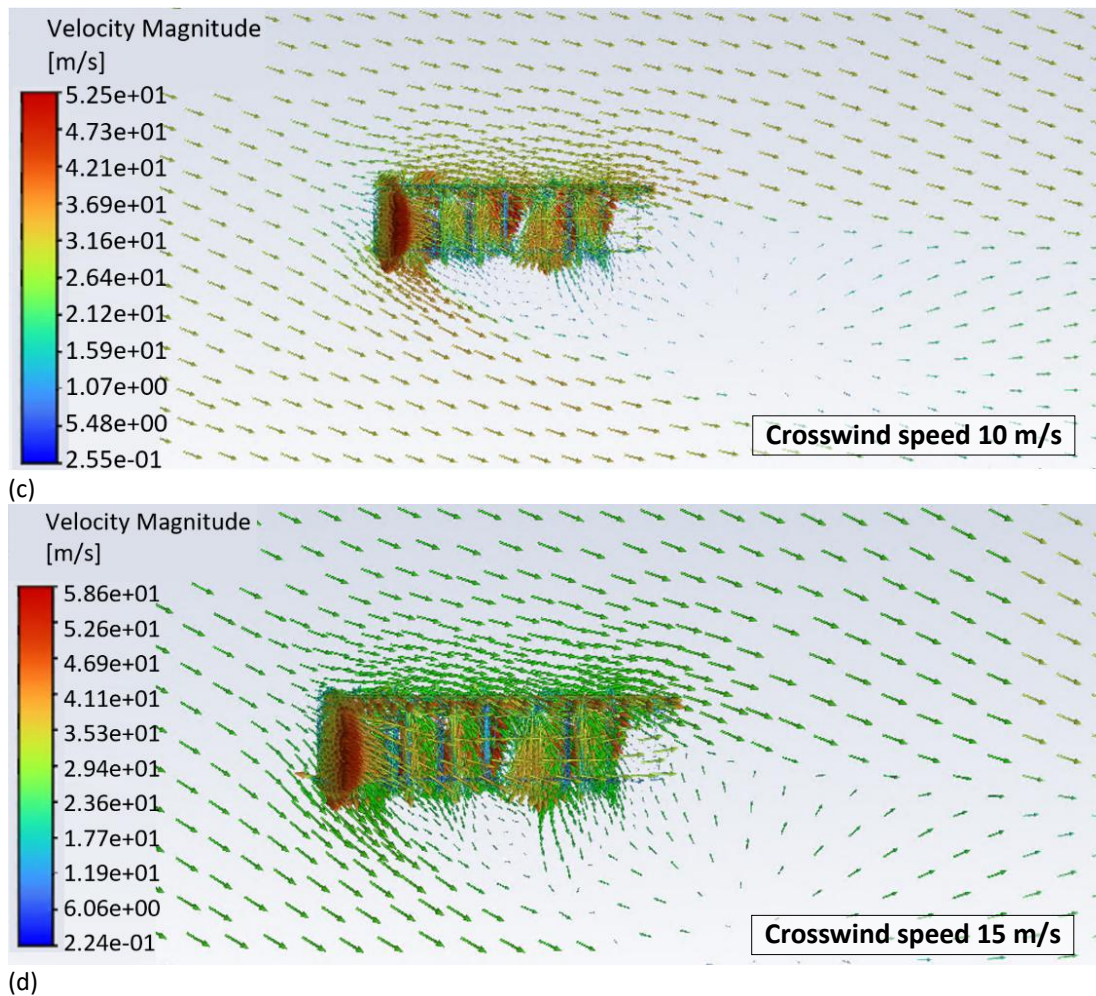 Velocity Magnitude
[m/s]
5.25e+01
4.73e+01
4.21e+01
3.69e+01
3.16e+01
2.64e+01
2.12e+01
1.59e+01
1.07e+00
5.48e+00
2.55e-01
Crosswind speed 10 m/s
(c)
Velocity Magnitude
[m/s]
5.86e+01
5.26e+01
4.69e+01
4.11e+01
3.53e+01
2.94e+01
2.36e+01
1.77e+01
1.19e+01
6.06e+00
2.24e-01
Crosswind speed 15 m/s
(d)